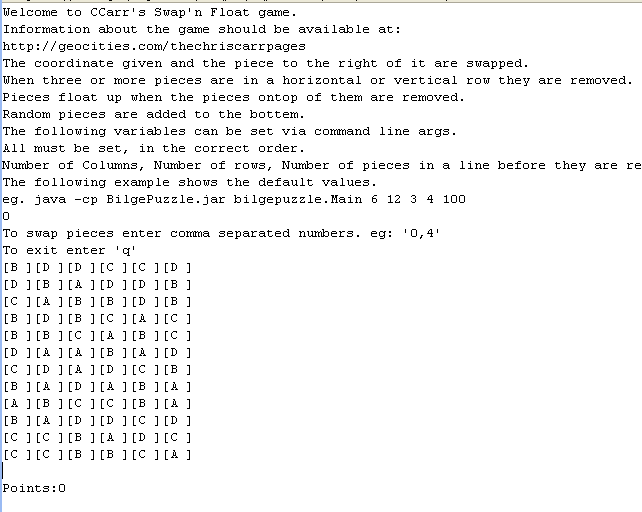 Welcome to CCarr's Swap'n Float game.
Information about the game should be available at:
http://geocities.com/thechriscarrpages
The coordinate given and the piece to the right of it are swapped.
When three or more pieces are in a horizontal or vertical row they are removed.
Pieces float up when the pieces ontop of them are removed.
Random pieces are added to the bottem.
The following variables can be set via command line args.
All must be set, in the correct order.
Number of Columns, Number of rows, Number of pieces in a line before they are re
The following example shows the default values.
eg. java -cp BilgePuzzle.jar bilgepuzzle.Main 6 12 3 4 100
0
To swap pieces enter comma separated numbers. eg: '0,4'
To exit enter 'q'
[B ][D ][D ][C ][C ][D ]
[D ][B ][A ][D ][D ][B ]
[C ][A ][B ][B ][D ][B ]
[B ][D ][B ][C ][A ][C ]
[B ][B ][C ][A ][B ][C ]
[D ][A ][A ][B ][A ][D ]
[C ][D ][A ][D ][C ][B ]
[B ][A ][D ][A ][B ][A ]
[A ][B ][C ][C ][B ][A ]
[B ][A ][D ][D ][C ][D ]
[C ][C ][B ][A ][D ][C ]
[C ][C ][B ][B ][C ][A ]
Points:0